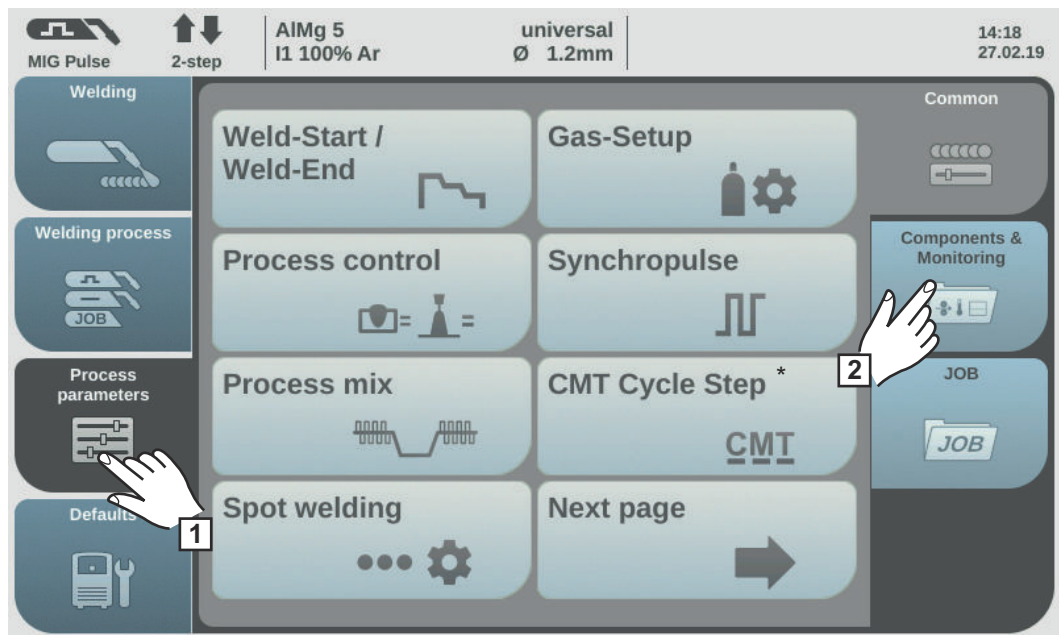 MIG Pulse
2-step
AlMg 5
I1 100% Ar
universal
Ø 1.2mm
14:18
27.02.19
Welding
Welding process
JOB
Process
parameters
1
Defaults
Weld-Start /
Weld-End
Gas-Setup
Process control
= =
Synchropulse
Process mix
CMT Cycle Step *
CMT
Spot welding
Next page
Common
Components &
Monitoring
2
JOB
JOB